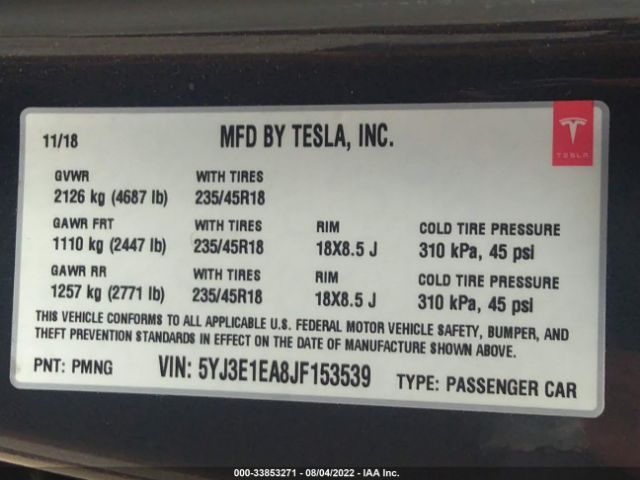 11/18 MFD BY TESLA, INC.
TESLA
GVWR WITH TIRES
2126 kg (4687 lb) 235/45R18
GAWR FRT WITH TIRES RIM COLD TIRE PRESSURE
1110 kg (2447 lb) 235/45R18 18X8.5 J 310 kPa, 45 psi
GAWR RR WITH TIRES RIM COLD TIRE PRESSURE
1257 kg (2771 lb) 235/45R18 18X8.5 J 310 kPa, 45 psi
THIS VEHICLE CONFORMS TO ALL APPLICABLE U.S. FEDERAL MOTOR VEHICLE SAFETY, BUMPER, AND
THEFT PREVENTION STANDARDS IN EFFECT ON THE DATE OF MANUFACTURE SHOWN ABOVE.
PNT: PMNG VIN: 5YJ3E1EA8JF153539 TYPE: PASSENGER CAR
000-33853271 - 08/04/2022 - IAA Inc.